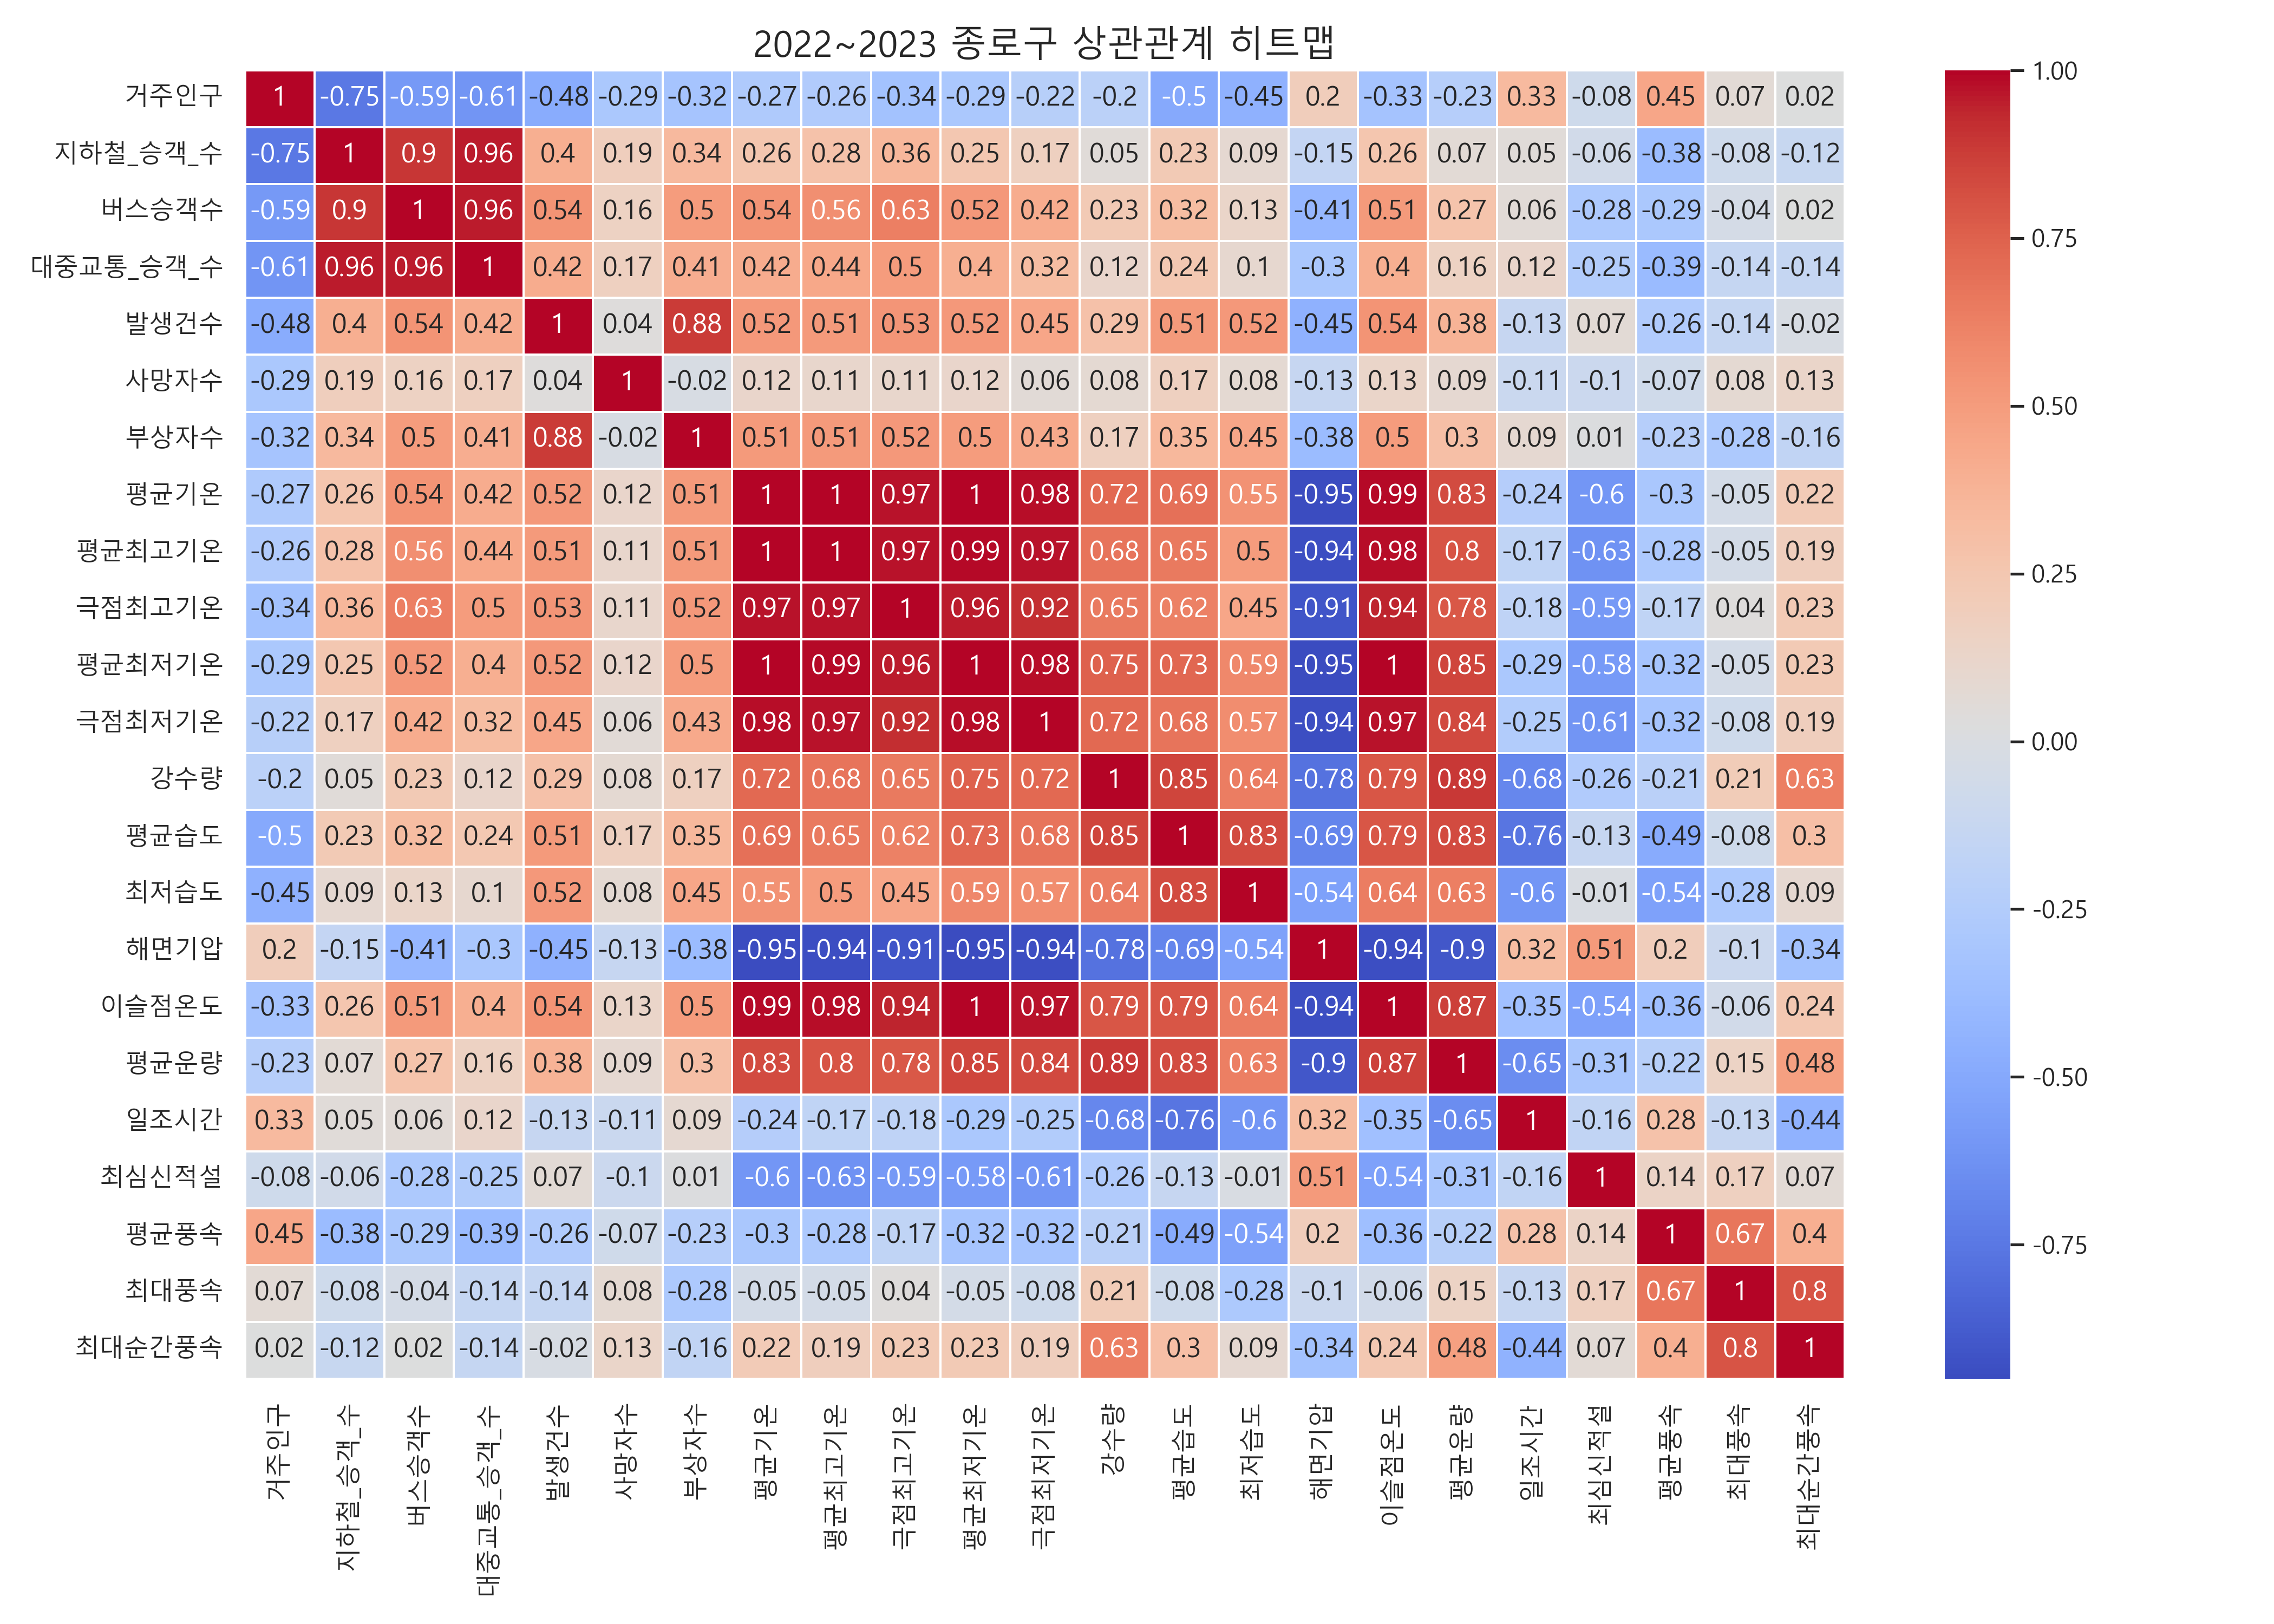 2022~2023 종로구 상관관계 히트맵
거주인구 1 -0.75 -0.59 -0.61 -0.48 -0.29 -0.32 -0.27 -0.26 -0.34 -0.29 -0.22 -0.2 -0.5 -0.45 0.2 -0.33 -0.23 0.33 -0.08 0.45 0.07 0.02
지하철_승객_수 -0.75 1 0.9 0.96 0.4 0.19 0.34 0.26 0.28 0.36 0.25 0.17 0.05 0.23 0.09 -0.15 0.26 0.07 0.05 -0.06 -0.38 -0.08 -0.12
버스승객수 -0.59 0.9 1 0.96 0.54 0.16 0.5 0.54 0.56 0.63 0.52 0.42 0.23 0.32 0.13 -0.41 0.51 0.27 0.06 -0.28 -0.29 -0.04 0.02
대중교통_승객_수 -0.61 0.96 0.96 1 0.42 0.17 0.41 0.42 0.44 0.5 0.4 0.32 0.12 0.24 0.1 -0.3 0.4 0.16 0.12 -0.25 -0.39 -0.14 -0.14
발생건수 -0.48 0.4 0.54 0.42 1 0.04 0.88 0.52 0.51 0.53 0.52 0.45 0.29 0.51 0.52 -0.45 0.54 0.38 -0.13 0.07 -0.26 -0.14 -0.02
사망자수 -0.29 0.19 0.16 0.17 0.04 1 -0.02 0.12 0.11 0.11 0.12 0.06 0.08 0.17 0.08 -0.13 0.13 0.09 -0.11 -0.1 -0.07 0.08 0.13
부상자수 -0.32 0.34 0.5 0.41 0.88 -0.02 1 0.51 0.51 0.52 0.5 0.43 0.17 0.35 0.45 -0.38 0.5 0.3 0.09 0.01 -0.23 -0.28 -0.16
평균기온 -0.27 0.26 0.54 0.42 0.52 0.12 0.51 1 1 0.97 1 0.98 0.72 0.69 0.55 -0.95 0.99 0.83 -0.24 -0.6 -0.3 -0.05 0.22
평균최고기온 -0.26 0.28 0.56 0.44 0.51 0.11 0.51 1 1 0.97 0.99 0.97 0.68 0.65 0.5 -0.94 0.98 0.8 -0.17 -0.63 -0.28 -0.05 0.19
극점최고기온 -0.34 0.36 0.63 0.5 0.53 0.11 0.52 0.97 0.97 1 0.96 0.92 0.65 0.62 0.45 -0.91 0.94 0.78 -0.18 -0.59 -0.17 0.04 0.23
평균최저기온 -0.29 0.25 0.52 0.4 0.52 0.12 0.5 1 0.99 0.96 1 0.98 0.75 0.73 0.59 -0.95 1 0.85 -0.29 -0.58 -0.32 -0.05 0.23
극점최저기온 -0.22 0.17 0.42 0.32 0.45 0.06 0.43 0.98 0.97 0.92 0.98 1 0.72 0.68 0.57 -0.94 0.97 0.84 -0.25 -0.61 -0.32 -0.08 0.19
강수량 -0.2 0.05 0.23 0.12 0.29 0.08 0.17 0.72 0.68 0.65 0.75 0.72 1 0.85 0.64 -0.78 0.79 0.89 -0.68 -0.26 -0.21 0.21 0.63
평균습도 -0.5 0.23 0.32 0.24 0.51 0.17 0.35 0.69 0.65 0.62 0.73 0.68 0.85 1 0.83 -0.69 0.79 0.83 -0.76 -0.13 -0.49 -0.08 0.3
최저습도 -0.45 0.09 0.13 0.1 0.52 0.08 0.45 0.55 0.5 0.45 0.59 0.57 0.64 0.83 1 -0.54 0.64 0.63 -0.6 -0.01 -0.54 -0.28 0.09
해면기압 0.2 -0.15 -0.41 -0.3 -0.45 -0.13 -0.38 -0.95 -0.94 -0.91 -0.95 -0.94 -0.78 -0.69 -0.54 1 -0.94 -0.9 0.32 0.51 0.2 -0.1 -0.34
이슬점온도 -0.33 0.26 0.51 0.4 0.54 0.13 0.5 0.99 0.98 0.94 1 0.97 0.79 0.79 0.64 -0.94 1 0.87 -0.35 -0.54 -0.36 -0.06 0.24
평균운량 -0.23 0.07 0.27 0.16 0.38 0.09 0.3 0.83 0.8 0.78 0.85 0.84 0.89 0.83 0.63 -0.9 0.87 1 -0.65 -0.31 -0.22 0.15 0.48
일조시간 0.33 0.05 0.06 0.12 -0.13 -0.11 0.09 -0.24 -0.17 -0.18 -0.29 -0.25 -0.68 -0.76 -0.6 0.32 -0.35 -0.65 1 -0.16 0.28 -0.13 -0.44
최심신적설 -0.08 -0.06 -0.28 -0.25 0.07 -0.1 0.01 -0.6 -0.63 -0.59 -0.58 -0.61 -0.26 -0.13 -0.01 0.51 -0.54 -0.31 -0.16 1 0.14 0.17 0.07
평균풍속 0.45 -0.38 -0.29 -0.39 -0.26 -0.07 -0.23 -0.3 -0.28 -0.17 -0.32 -0.32 -0.21 -0.49 -0.54 0.2 -0.36 -0.22 0.28 0.14 1 0.67 0.4
최대풍속 0.07 -0.08 -0.04 -0.14 -0.14 0.08 -0.28 -0.05 -0.05 0.04 -0.05 -0.08 0.21 -0.08 -0.28 -0.1 -0.06 0.15 -0.13 0.17 0.67 1 0.8
최대순간풍속 0.02 -0.12 0.02 -0.14 -0.02 0.13 -0.16 0.22 0.19 0.23 0.23 0.19 0.63 0.3 0.09 -0.34 0.24 0.48 -0.44 0.07 0.4 0.8 1
거주인구
지하철_승객_수
버스승객수
대중교통_승객_수
발생건수
사망자수
부상자수
평균기온
평균최고기온
극점최고기온
평균최저기온
극점최저기온
강수량
평균습도
최저습도
해면기압
이슬점온도
평균운량
일조시간
최심신적설
평균풍속
최대풍속
최대순간풍속
1.00
0.75
0.50
0.25
0.00
-0.25
-0.50
-0.75